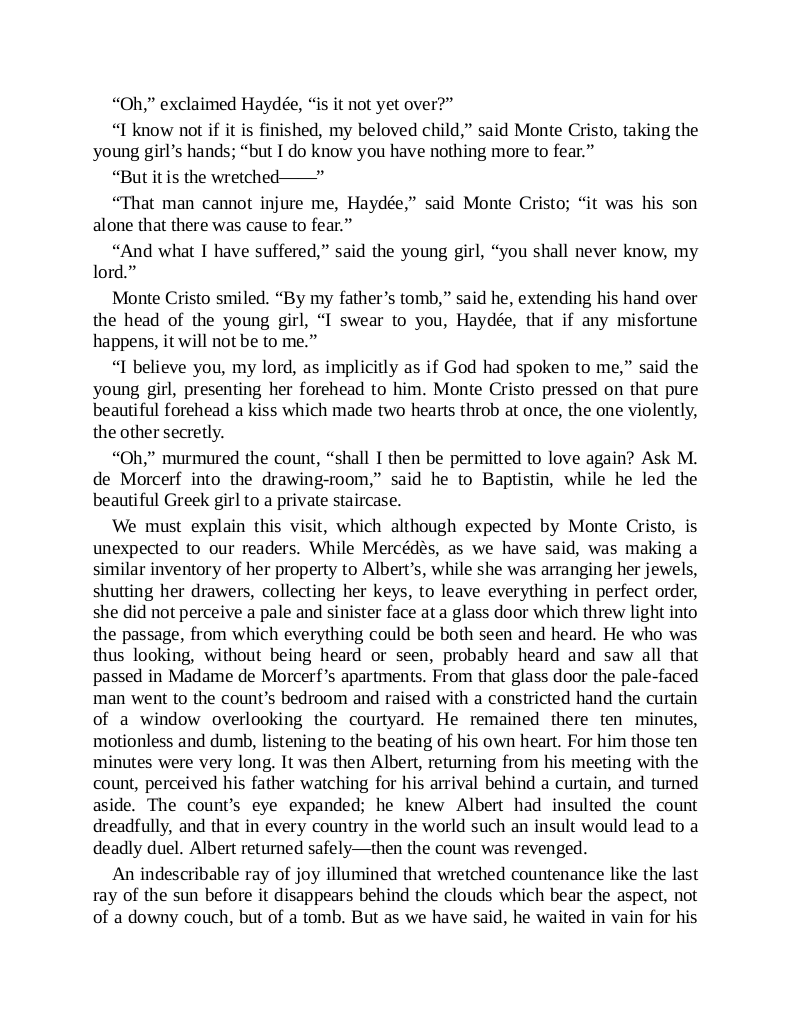 “Oh,” exclaimed Haydée, “is it not yet over?”
“I know not if it is finished, my beloved child,” said Monte Cristo, taking the
young girl’s hands; “but I do know you have nothing more to fear.”
“But it is the wretched——”
“That man cannot injure me, Haydée,” said Monte Cristo; “it was his son
alone that there was cause to fear.”
“And what I have suffered,” said the young girl, “you shall never know, my
lord.”
Monte Cristo smiled. “By my father’s tomb,” said he, extending his hand over
the head of the young girl, “I swear to you, Haydée, that if any misfortune
happens, it will not be to me.”
“I believe you, my lord, as implicitly as if God had spoken to me,” said the
young girl, presenting her forehead to him. Monte Cristo pressed on that pure
beautiful forehead a kiss which made two hearts throb at once, the one violently,
the other secretly.
“Oh,” murmured the count, “shall I then be permitted to love again? Ask M.
de Morcerf into the drawing-room,” said he to Baptistin, while he led the
beautiful Greek girl to a private staircase.
We must explain this visit, which although expected by Monte Cristo, is
unexpected to our readers. While Mercédès, as we have said, was making a
similar inventory of her property to Albert’s, while she was arranging her jewels,
shutting her drawers, collecting her keys, to leave everything in perfect order,
she did not perceive a pale and sinister face at a glass door which threw light into
the passage, from which everything could be both seen and heard. He who was
thus looking, without being heard or seen, probably heard and saw all that
passed in Madame de Morcerf’s apartments. From that glass door the pale-faced
man went to the count’s bedroom and raised with a constricted hand the curtain
of a window overlooking the courtyard. He remained there ten minutes,
motionless and dumb, listening to the beating of his own heart. For him those ten
minutes were very long. It was then Albert, returning from his meeting with the
count, perceived his father watching for his arrival behind a curtain, and turned
aside. The count’s eye expanded; he knew Albert had insulted the count
dreadfully, and that in every country in the world such an insult would lead to a
deadly duel. Albert returned safely—then the count was revenged.
An indescribable ray of joy illumined that wretched countenance like the last
ray of the sun before it disappears behind the clouds which bear the aspect, not
of a downy couch, but of a tomb. But as we have said, he waited in vain for his